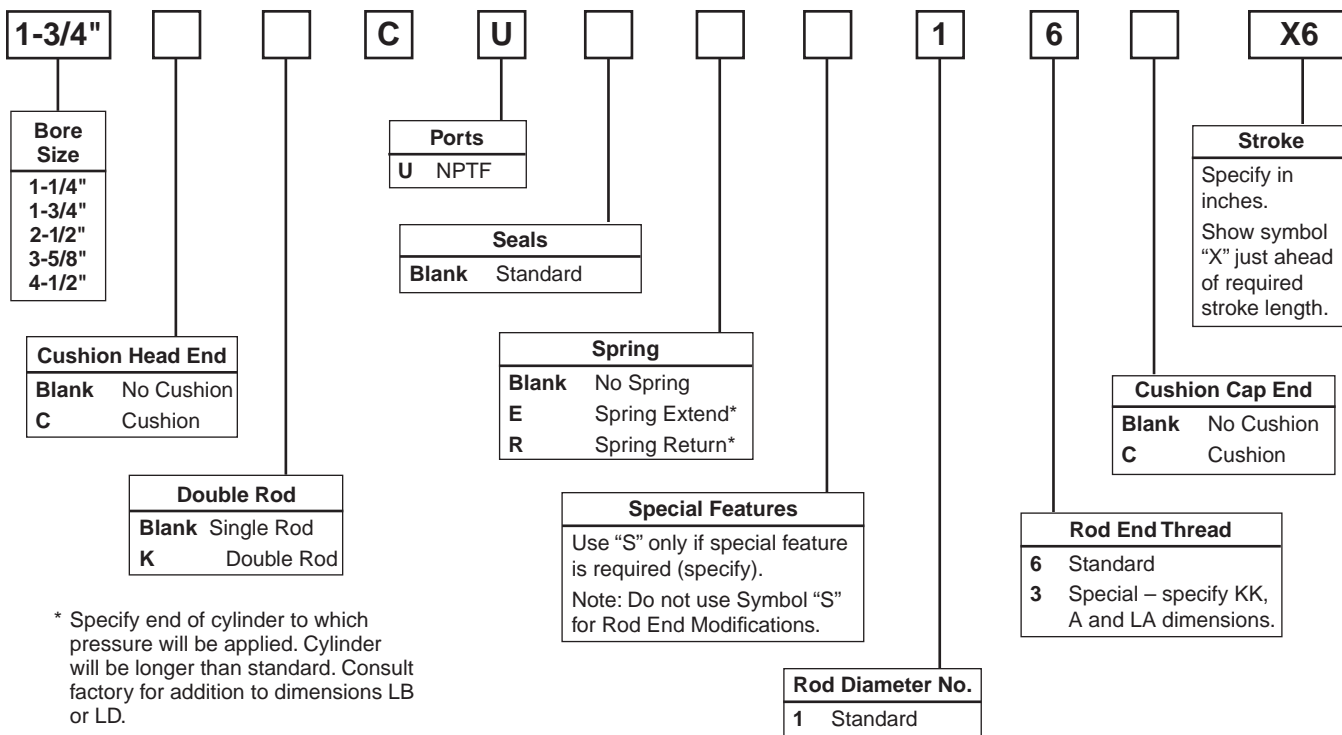 1-3/4" C U 1 6 X6
Bore
Size
1-1/4"
1-3/4"
2-1/2"
3-5/8"
4-1/2"
Ports
U NPTF
Stroke
Specify in
inches.
Show symbol
“X” just ahead
of required
stroke length.
Seals
Blank Standard
Cushion Head End
Blank No Cushion
C Cushion
Spring
Blank No Spring
E Spring Extend*
R Spring Return*
Cushion Cap End
Blank No Cushion
C Cushion
Double Rod
Blank Single Rod
K Double Rod
Special Features
Use “S” only if special feature
is required (specify).
Note: Do not use Symbol “S”
for Rod End Modifications.
Rod End Thread
6 Standard
3 Special – specify KK,
A and LA dimensions.
* Specify end of cylinder to which
pressure will be applied. Cylinder
will be longer than standard. Consult
factory for addition to dimensions LB
or LD.
Rod Diameter No.
1 Standard